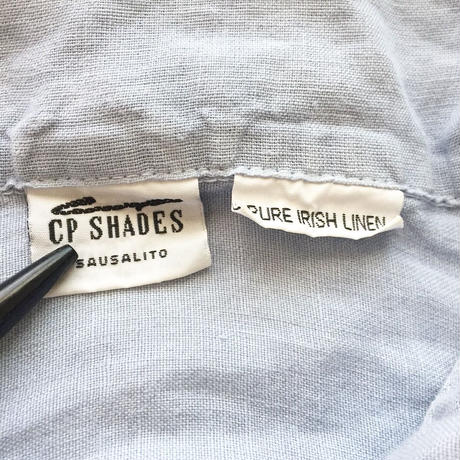 CP SHADES
SAUSALITO
PURE IRISH LINEN